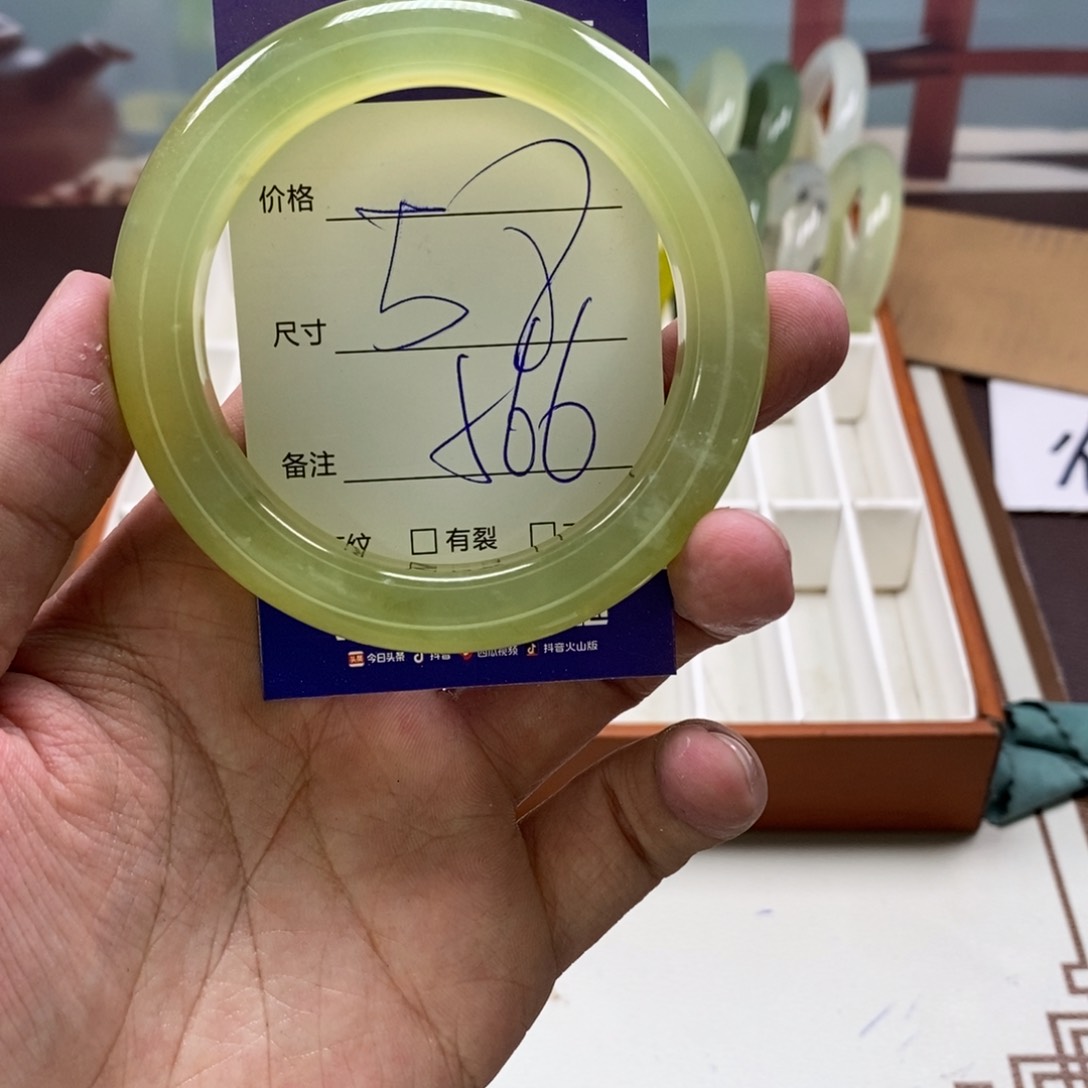 价格
58
尺寸
866
备注
纹 □ 有裂 □
今日头条 抖音 西瓜视频 抖音火山版